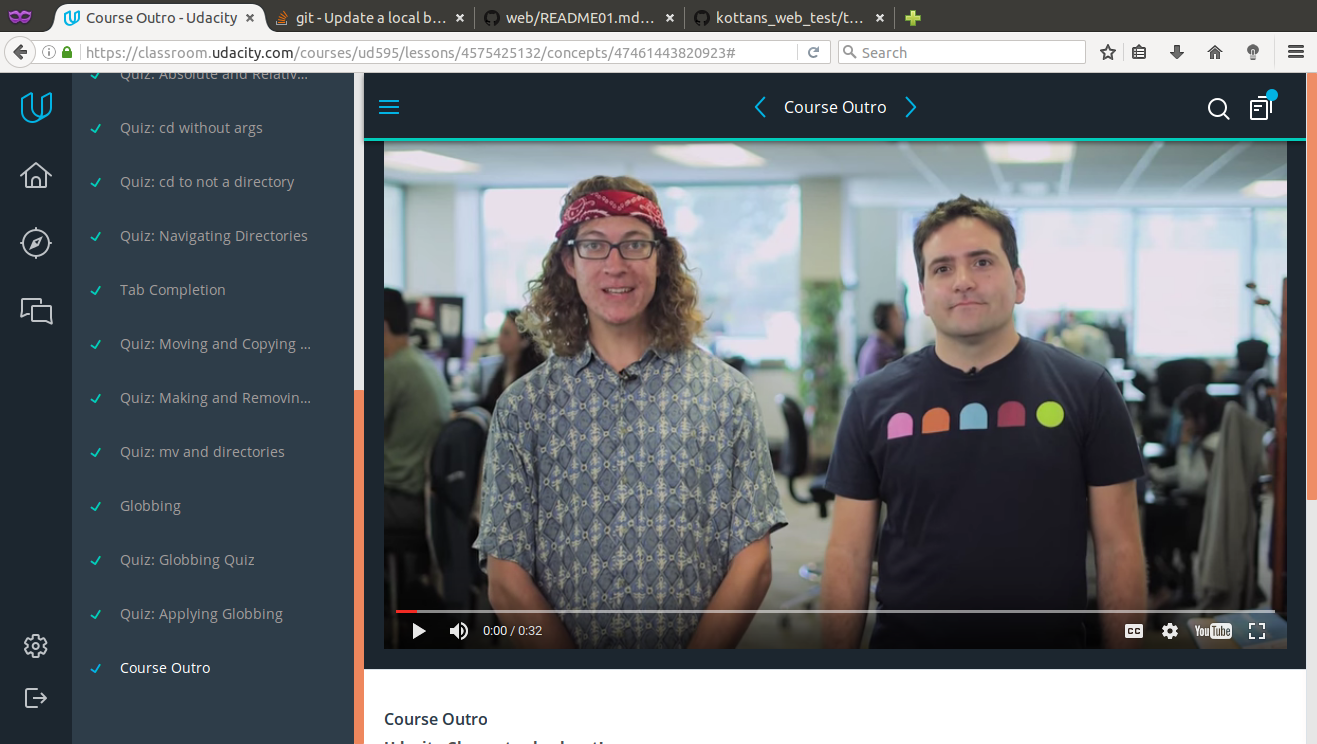 Course Outro - Udacity
git - Update a local b...
web/README01.md...
kottans_web_test/t...
https://classroom.udacity.com/courses/ud595/lessons/4575425132/concepts/47461443820923#
Search
Quiz: Absolute and Relativ...
Quiz: cd without args
Quiz: cd to not a directory
Quiz: Navigating Directories
Tab Completion
Quiz: Moving and Copying ...
Quiz: Making and Removin...
Quiz: mv and directories
Globbing
Quiz: Globbing Quiz
Quiz: Applying Globbing
Course Outro
Course Outro
0:00 / 0:32
CC
YouTube
Course Outro